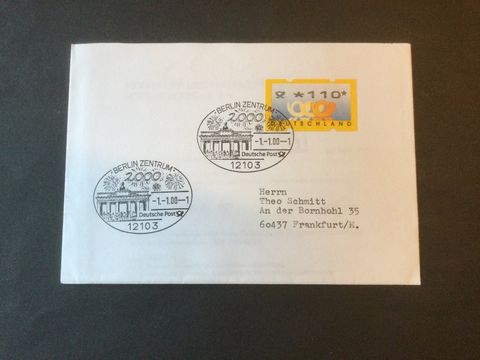 *110*
DEUTSCHLAND
BERLIN ZENTRUM
2000
-1.-1.00--1
Deutsche Post
12103
BERLIN ZENTRUM
2000
-1.-1.00--1
Deutsche Post
12103
Herrn
Theo Schmitt
An der Bornhohl 35
60437 Frankfurt/M.